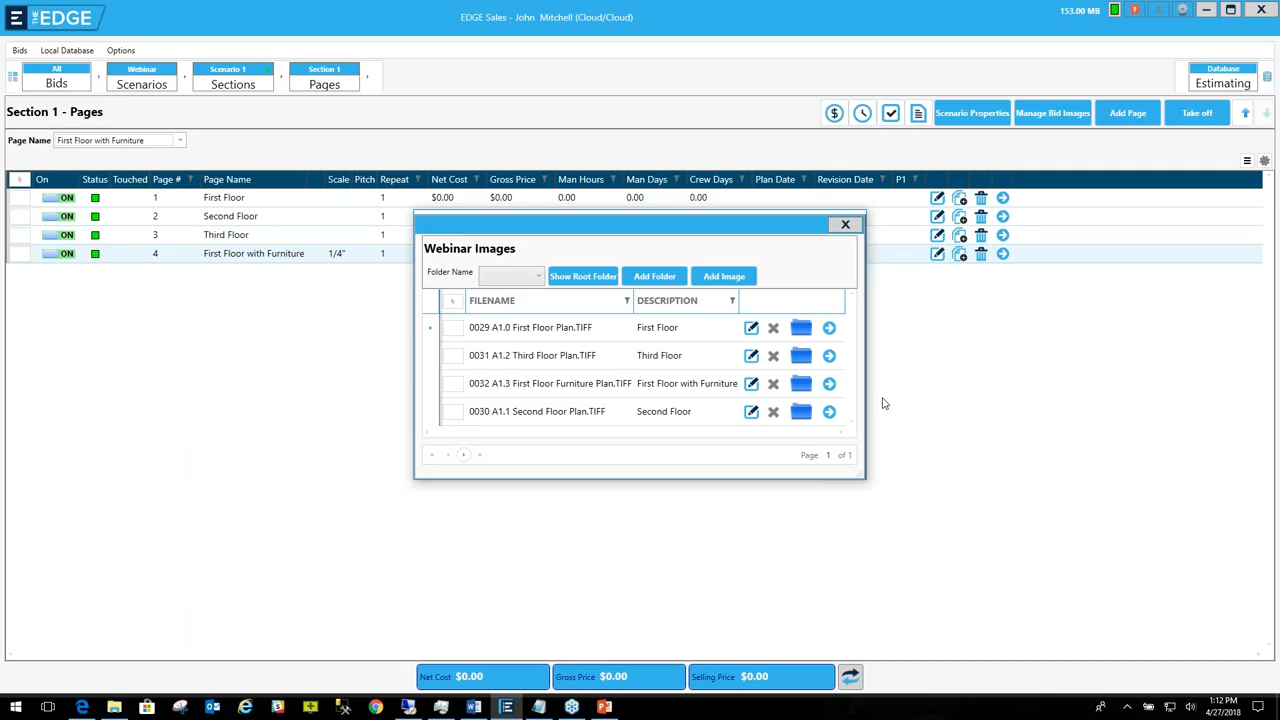 THE EDGE
EDGE Sales - John Mitchell (Cloud/Cloud)
153.00 MB
Bids Local Database Options
All
Bids
Webinar
Scenarios
Scenario 1
Sections
Section 1
Pages
Database
Estimating
Section 1 - Pages
Scenario Properties Manage Bid Images Add Page Take off
Page Name First Floor with Furniture
On Status Touched Page # Page Name Scale Pitch Repeat Net Cost Gross Price Man Hours Man Days Crew Days Plan Date Revision Date P1
ON 1 First Floor 1 $0.00 $0.00 0.00 0.00 0.00
ON 2 Second Floor 1
ON 3 Third Floor 1
ON 4 First Floor with Furniture 1/4" 1
Webinar Images
Folder Name Show Root Folder Add Folder Add Image
FILENAME DESCRIPTION
0029 A1.0 First Floor Plan.TIFF First Floor
0031 A1.2 Third Floor Plan.TIFF Third Floor
0032 A1.3 First Floor Furniture Plan.TIFF First Floor with Furniture
0030 A1.1 Second Floor Plan.TIFF Second Floor
Page 1 of 1
Net Cost $0.00 Gross Price $0.00 Selling Price $0.00
1:12 PM
4/27/2018